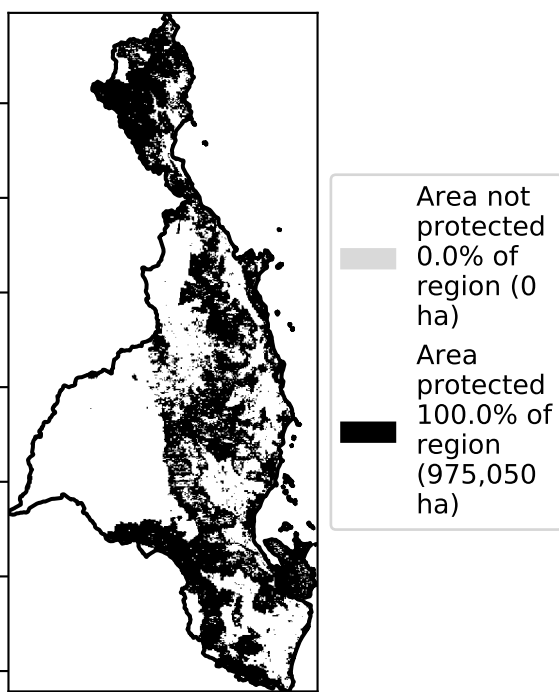 Area not
protected
0.0% of
region (0
ha)
Area
protected
100.0% of
region
(975,050
ha)